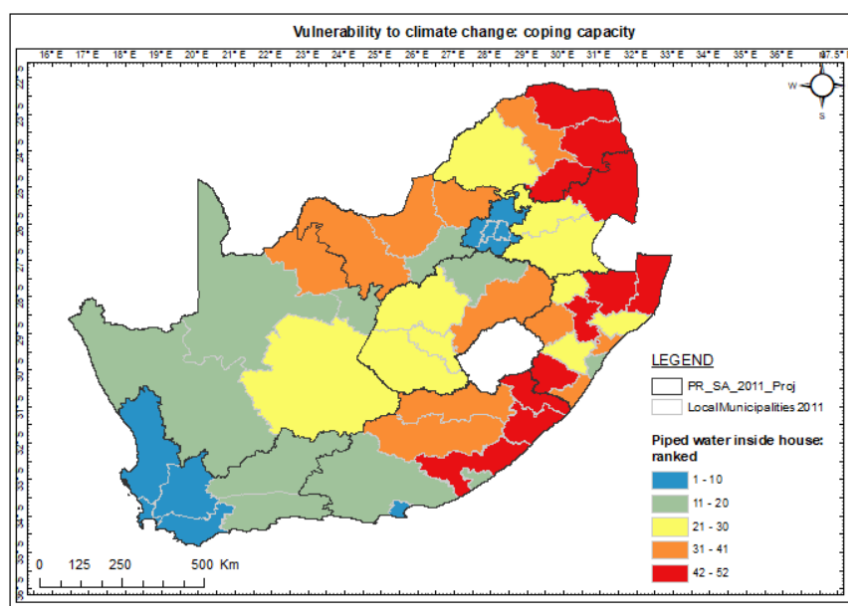 Vulnerability to climate change: coping capacity
16° E 17° E 18° E 19° E 20° E 21° E 22° E 23° E 24° E 25° E 26° E 27° E 28° E 29° E 30° E 31° E 32° E 33° E 34° E 35° E 36° E
W
S
LEGEND
PR_SA_2011_Proj
LocalMunicipalities 2011
Piped water inside house:
ranked
1 - 10
11 - 20
21 - 30
31 - 41
42 - 52
0 125 250 500 Km